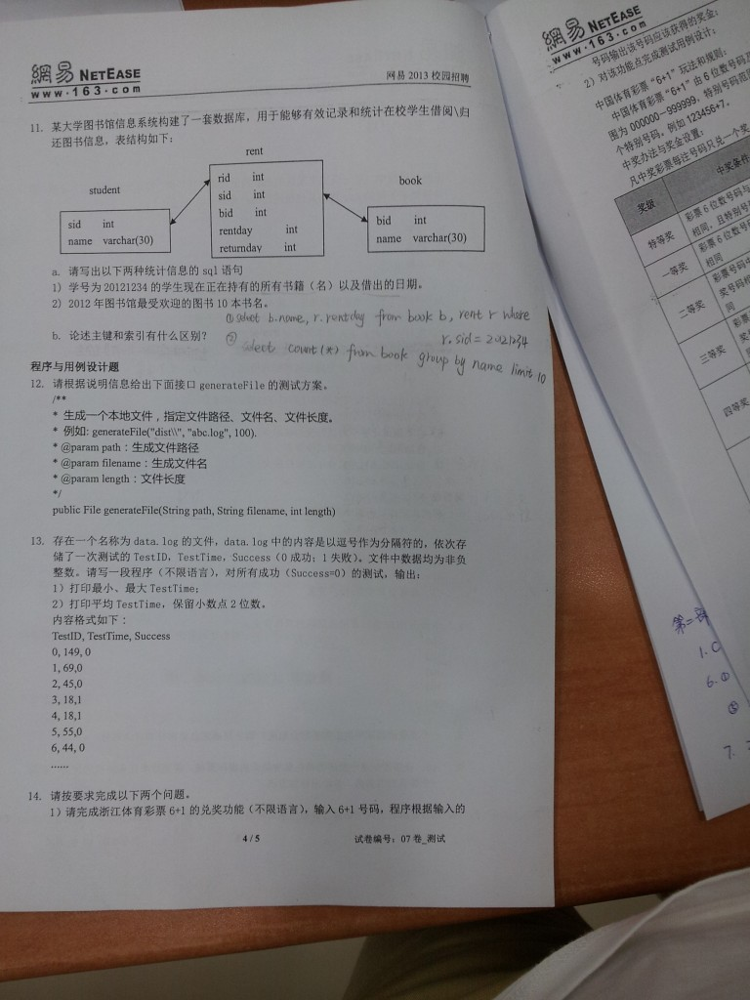 網易 NETEASE
www.163.com
网易 2013 校园招聘
11. 某大学图书馆信息系统构建了一套数据库，用于能够有效记录和统计在校学生借阅\归
还图书信息，表结构如下：
rent
student
book
rid int
sid int
bid int
rentday int
returnday int
sid int
name varchar(30)
bid int
name varchar(30)
a. 请写出以下两种统计信息的 sql 语句
1) 学号为 20121234 的学生现在正在持有的所有书籍（名）以及借出的日期。
2) 2012 年图书馆最受欢迎的图书 10 本书名。
①select b.name, r.rentday from book b, rent r where
r.sid = 20121234
b. 论述主键和索引有什么区别？
② select count(*) from book group by name limit 10
程序与用例设计题
12. 请根据说明信息给出下面接口 generateFile 的测试方案。
/**
* 生成一个本地文件，指定文件路径、文件名、文件长度。
* 例如: generateFile("dist\\", "abc.log", 100).
* @param path：生成文件路径
* @param filename：生成文件名
* @param length：文件长度
*/
public File generateFile(String path, String filename, int length)
13. 存在一个名称为 data.log 的文件，data.log 中的内容是以逗号作为分隔符的，依次存
储了一次测试的 TestID，TestTime，Success（0 成功；1 失败）。文件中数据均为非负
整数。请写一段程序（不限语言），对所有成功（Success=0）的测试，输出：
1）打印最小、最大 TestTime；
2）打印平均 TestTime，保留小数点 2 位数。
内容格式如下：
TestID, TestTime, Success
0, 149, 0
1, 69,0
2, 45,0
3, 18,1
4, 18,1
5, 55,0
6, 44, 0
......
14. 请按要求完成以下两个问题。
1）请完成浙江体育彩票 6+1 的兑奖功能（不限语言），输入 6+1 号码，程序根据输入的
4 / 5
试卷编号：07 卷_测试
網易 NETEASE
www.163.com
号码输出该号码应该获得的奖金；
2）对该功能点完成测试用例设计：
中国体育彩票"6+1"玩法和规则：
中国体育彩票"6+1"由 6 位数号码
围为 000000—999999，特别号码范围
个特别号码。例如 123456+7。
中奖办法与奖金设置：
凡中奖彩票每注号码只兑一个奖
奖级
中奖条件
特等奖
彩票 6 位数号码与
相同，且特别号码
一等奖
彩票 6 位数号码
相同
二等奖
彩票号码中
奖号码相
同
三等奖
四等奖
第二
1. C
6. ①
⑤
7.